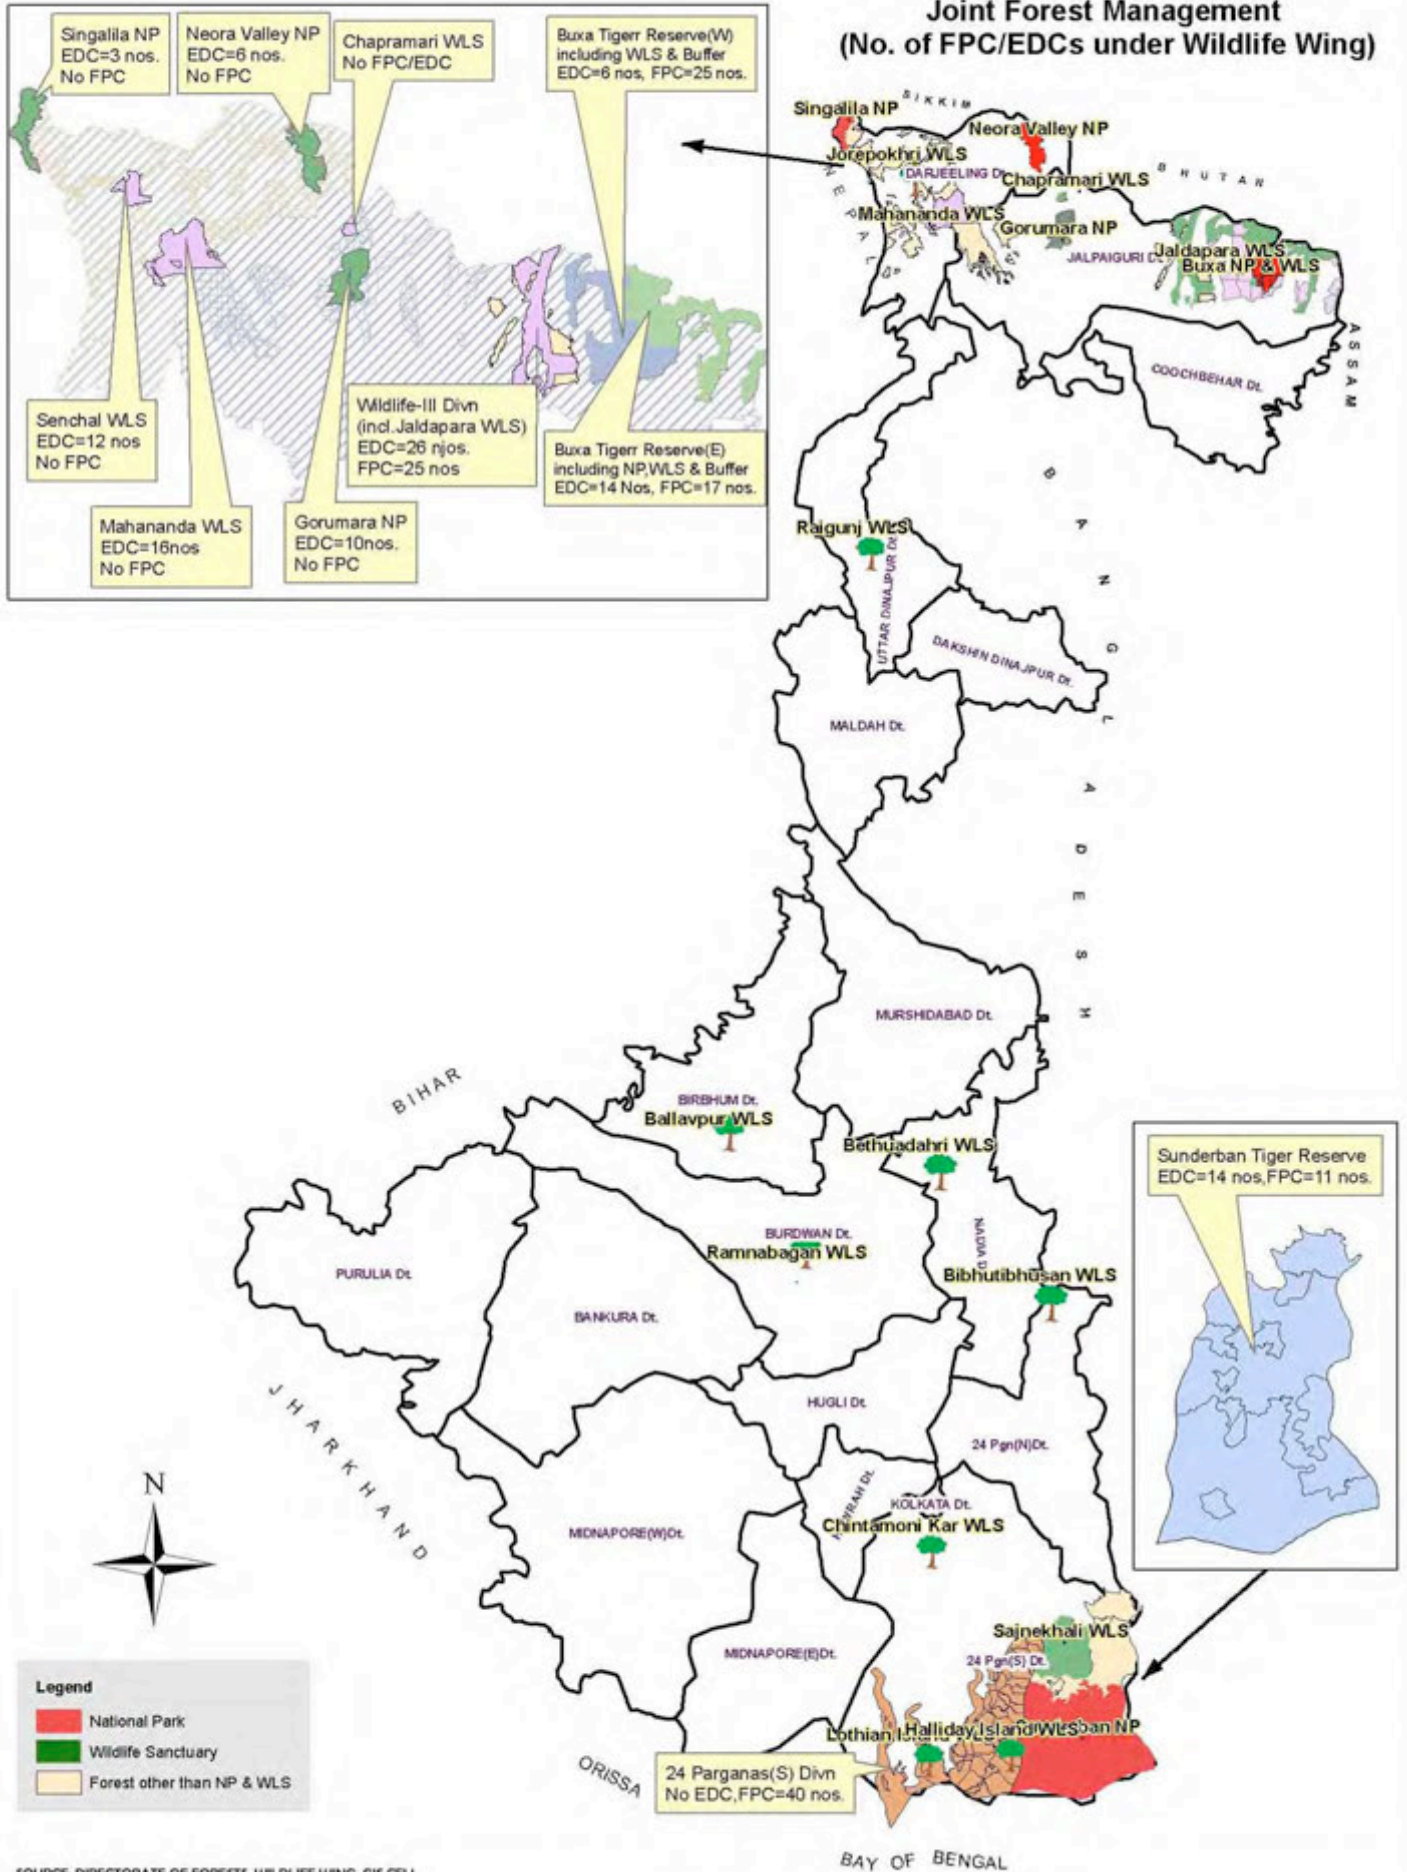 Joint Forest Management
(No. of FPC/EDCs under Wildlife Wing)
Singalila NP
EDC=3 nos.
No FPC
Neora Valley NP
EDC=6 nos.
No FPC
Chapramari WLS
No FPC/EDC
Buxa Tigerr Reserve(W)
including WLS & Buffer
EDC=6 nos, FPC=25 nos.
Senchal WLS
EDC=12 nos
No FPC
Wildlife-III Divn
(incl.Jaldapara WLS)
EDC=26 njos.
FPC=25 nos
Buxa Tigerr Reserve(E)
including NP,WLS & Buffer
EDC=14 Nos, FPC=17 nos.
Mahananda WLS
EDC=16nos
No FPC
Gorumara NP
EDC=10nos.
No FPC
SIKKIM
Singalila NP
Neora Valley NP
Jorepokhri WLS
DARJEELING
Chapramari WLS
BHUTAN
NEPAL
Mahananda WLS
Gorumara NP
JALPAIGURI
Jaldapara WLS
Buxa NP & WLS
ASSAM
COOCHBEHAR Dt.
BANGLADESH
Raigunj WLS
UTTAR DINAJPUR Dt.
DAKSHIN DINAJPUR Dt.
MALDAH Dt.
MURSHIDABAD Dt.
BIHAR
BIRBHUM Dt.
Ballavpur WLS
Bethuadahri WLS
Sunderban Tiger Reserve
EDC=14 nos,FPC=11 nos.
BURDWAN Dt.
Ramnabagan WLS
NADIA
PURULIA Dt.
Bibhutibhusan WLS
BANKURA Dt.
JHARKHAND
HUGLI Dt.
24 Pgn(N)Dt.
N
KOLKATA Dt.
Chintamoni Kar WLS
MIDNAPORE(W)Dt.
Sajnekhali WLS
MIDNAPORE(E)Dt.
24 Pgn(S) Dt.
Lothian
Halliday Island WLS
NP
Legend
National Park
Wildlife Sanctuary
Forest other than NP & WLS
ORISSA
24 Parganas(S) Divn
No EDC,FPC=40 nos.
BAY OF BENGAL